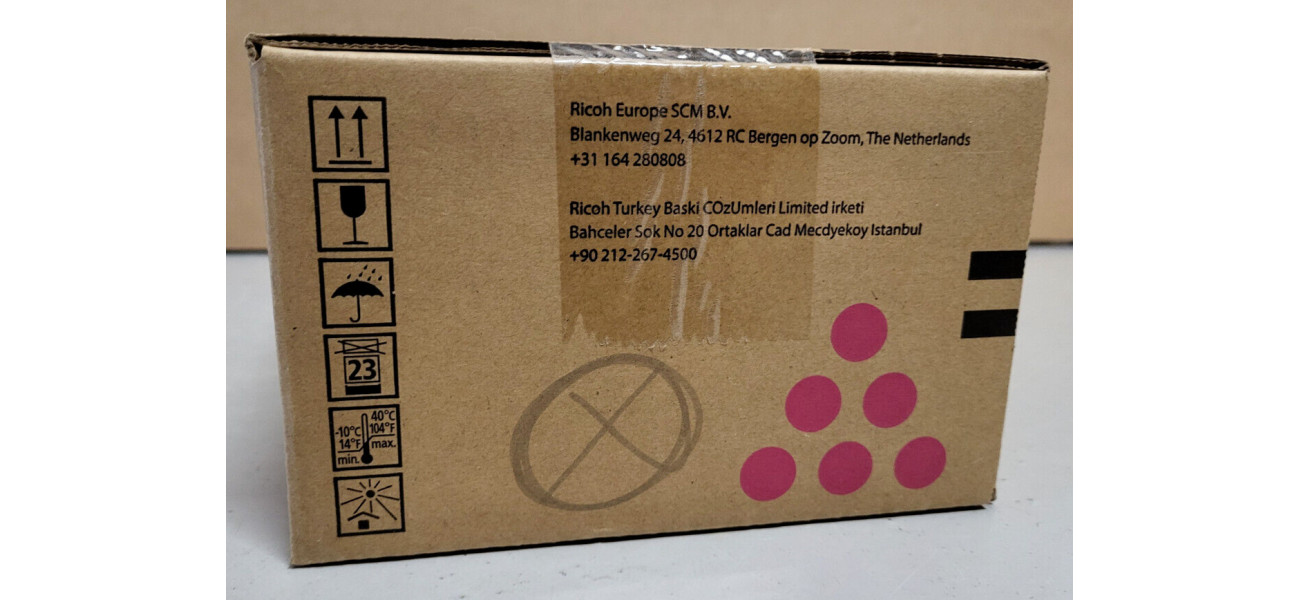 Ricoh Europe SCM B.V.
Blankenweg 24, 4612 RC Bergen op Zoom, The Netherlands
+31 164 280808
Ricoh Turkey Baski COzUmleri Limited irketi
Bahceler Sok No 20 Ortaklar Cad Mecdyekoy Istanbul
+90 212-267-4500
23
40°C
-10°C 104°F
14°F max.
min.